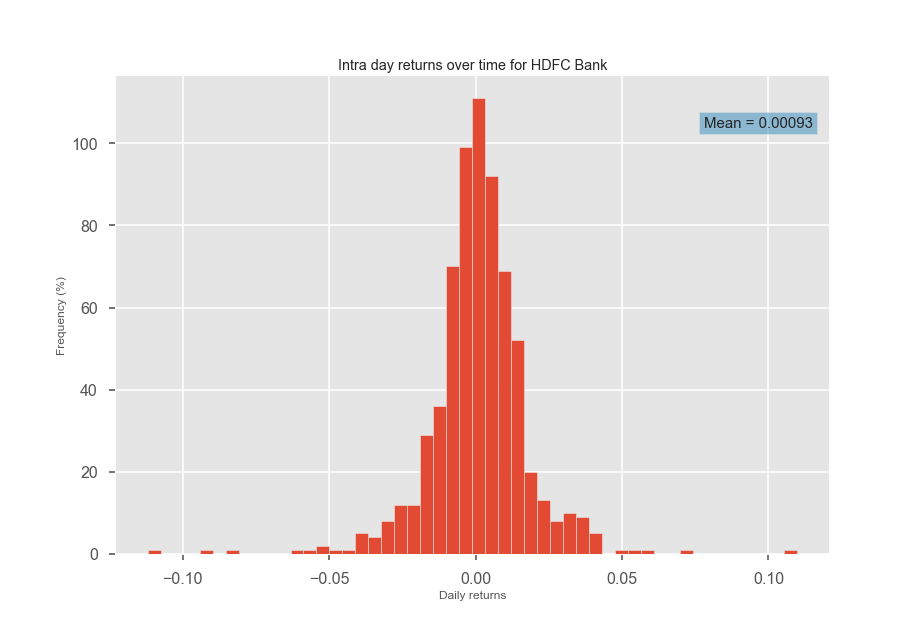 Intra day returns over time for HDFC Bank
Mean = 0.00093
100
80
60
40
20
0
Frequency (%)
−0.10 −0.05 0.00 0.05 0.10
Daily returns